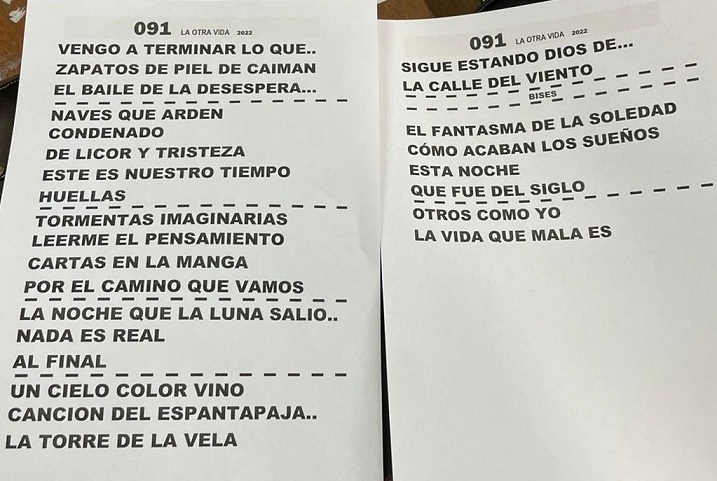 091 LA OTRA VIDA 2022
VENGO A TERMINAR LO QUE..
ZAPATOS DE PIEL DE CAIMAN
EL BAILE DE LA DESESPERA...
NAVES QUE ARDEN
CONDENADO
DE LICOR Y TRISTEZA
ESTE ES NUESTRO TIEMPO
HUELLAS
TORMENTAS IMAGINARIAS
LEERME EL PENSAMIENTO
CARTAS EN LA MANGA
POR EL CAMINO QUE VAMOS
LA NOCHE QUE LA LUNA SALIO..
NADA ES REAL
AL FINAL
UN CIELO COLOR VINO
CANCION DEL ESPANTAPAJA..
LA TORRE DE LA VELA
091 LA OTRA VIDA 2022
SIGUE ESTANDO DIOS DE...
LA CALLE DEL VIENTO
BISES
EL FANTASMA DE LA SOLEDAD
CÓMO ACABAN LOS SUEÑOS
ESTA NOCHE
QUE FUE DEL SIGLO
OTROS COMO YO
LA VIDA QUE MALA ES